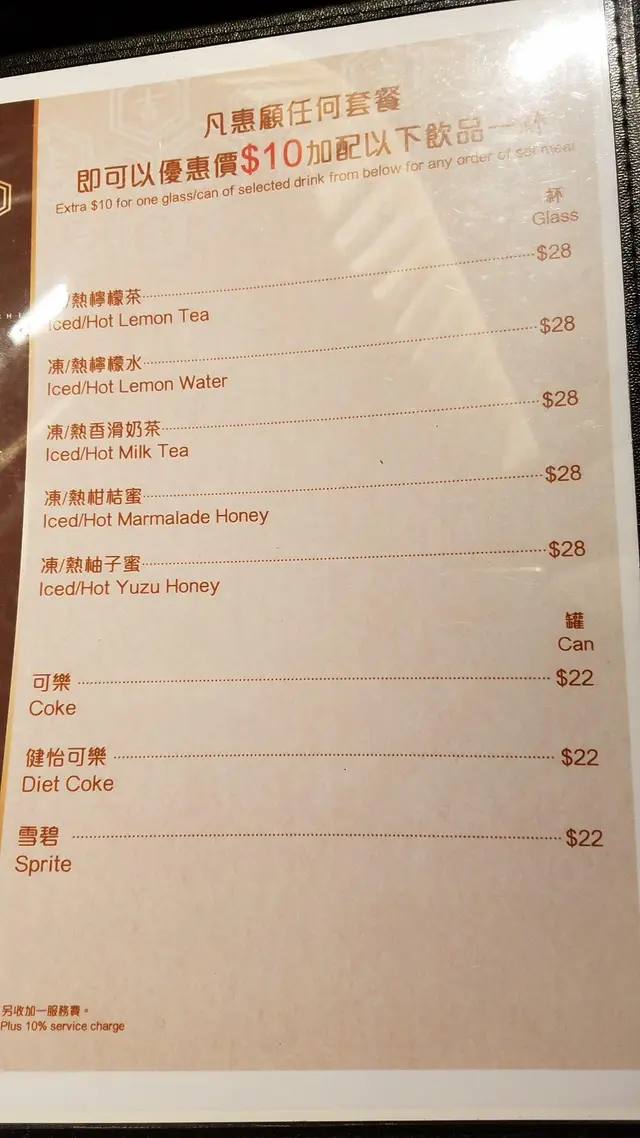 凡惠顧任何套餐
即可以優惠價$10加配以下飲品一杯
Extra $10 for one glass/can of selected drink from below for any order of set meal
杯
Glass
/熱檸檬茶 $28
Iced/Hot Lemon Tea
凍/熱檸檬水 $28
Iced/Hot Lemon Water
凍/熱香滑奶茶 $28
Iced/Hot Milk Tea
凍/熱柑桔蜜 $28
Iced/Hot Marmalade Honey
凍/熱柚子蜜 $28
Iced/Hot Yuzu Honey
罐
Can
可樂 $22
Coke
健怡可樂 $22
Diet Coke
雪碧 $22
Sprite
另收加一服務費。
Plus 10% service charge